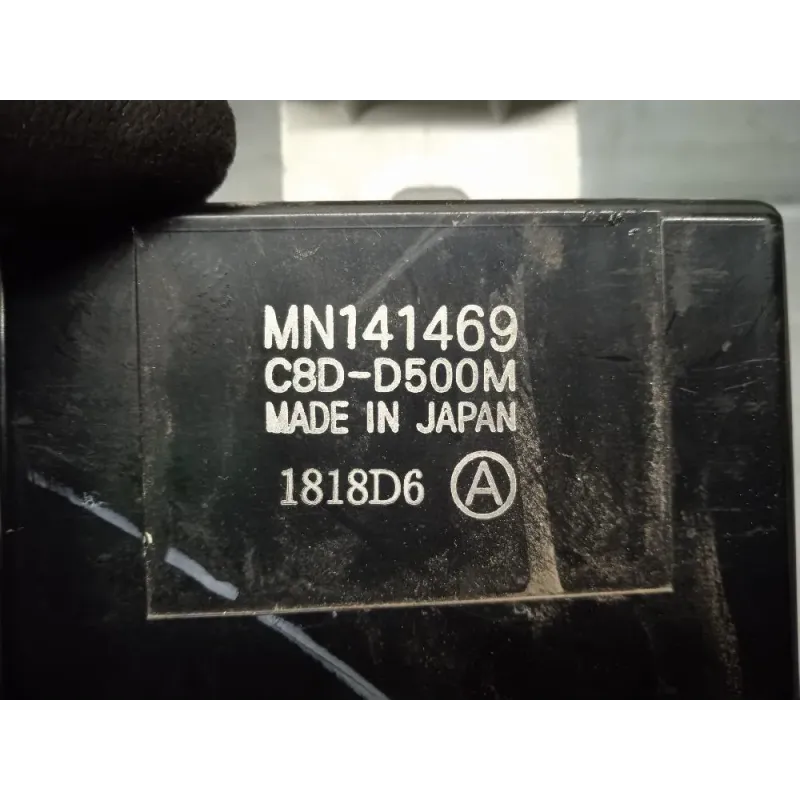 MN141469
C8D-D500M
MADE IN JAPAN
1818D6 Ⓐ